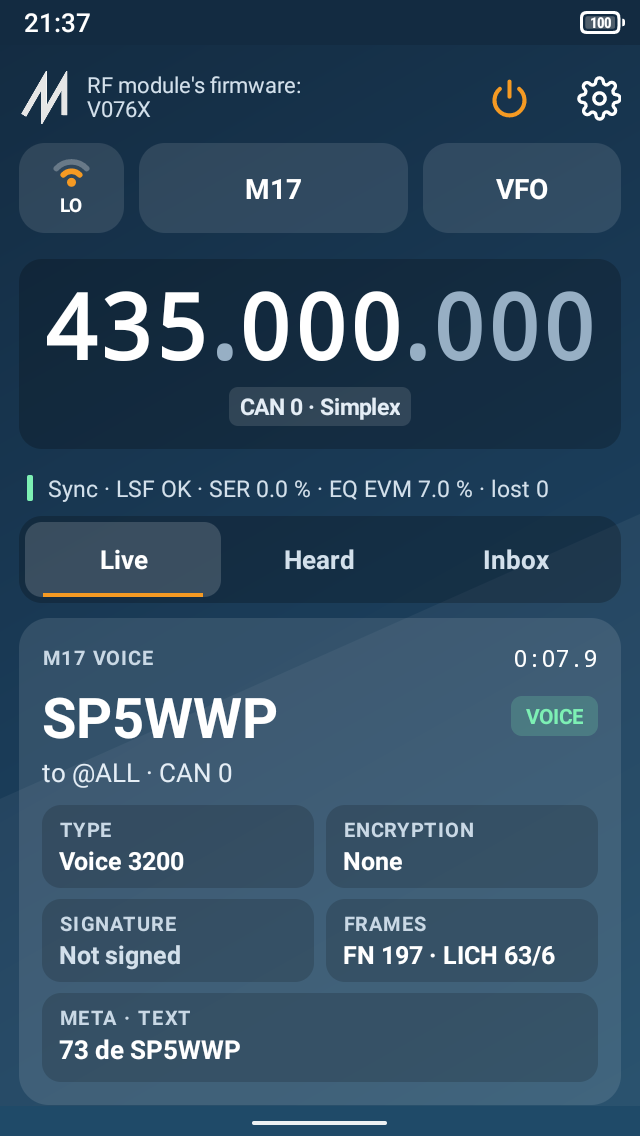 21:37
100
RF module's firmware:
V076X
LO
M17
VFO
435.000.000
CAN 0 · Simplex
Sync · LSF OK · SER 0.0 % · EQ EVM 7.0 % · lost 0
Live
Heard
Inbox
M17 VOICE
0:07.9
SP5WWP
VOICE
to @ALL · CAN 0
TYPE
Voice 3200
ENCRYPTION
None
SIGNATURE
Not signed
FRAMES
FN 197 · LICH 63/6
META · TEXT
73 de SP5WWP